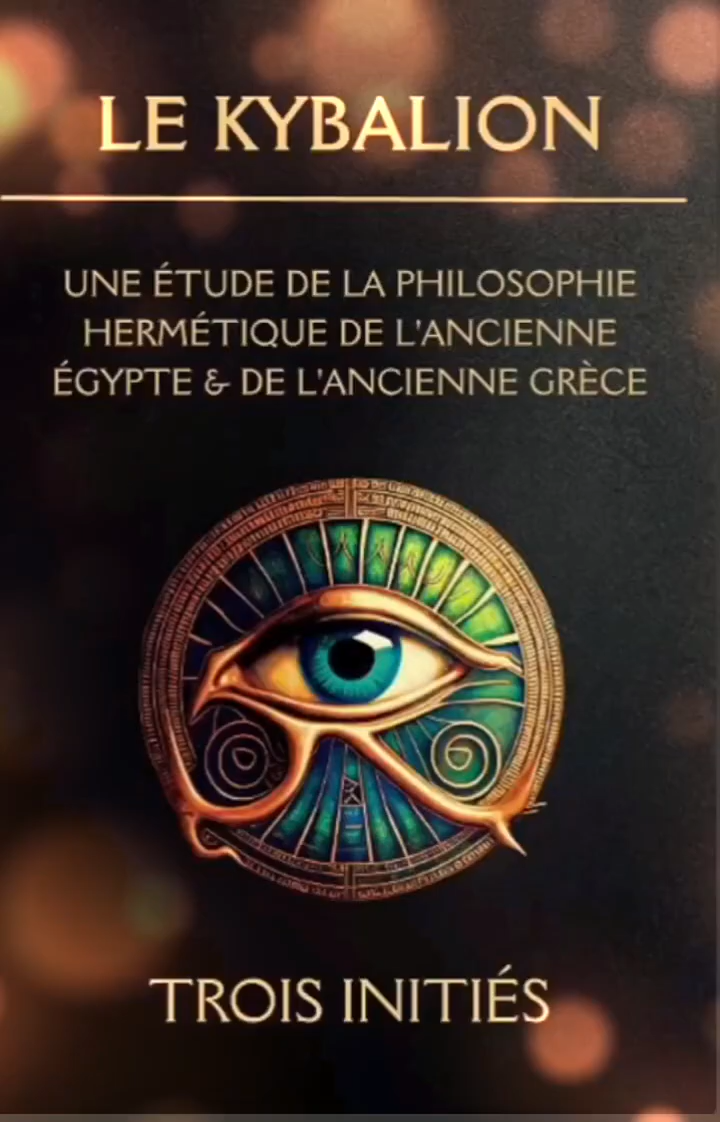 LE KYBALION
UNE ÉTUDE DE LA PHILOSOPHIE
HERMÉTIQUE DE L'ANCIENNE
ÉGYPTE & DE L'ANCIENNE GRÈCE
TROIS INITIÉS